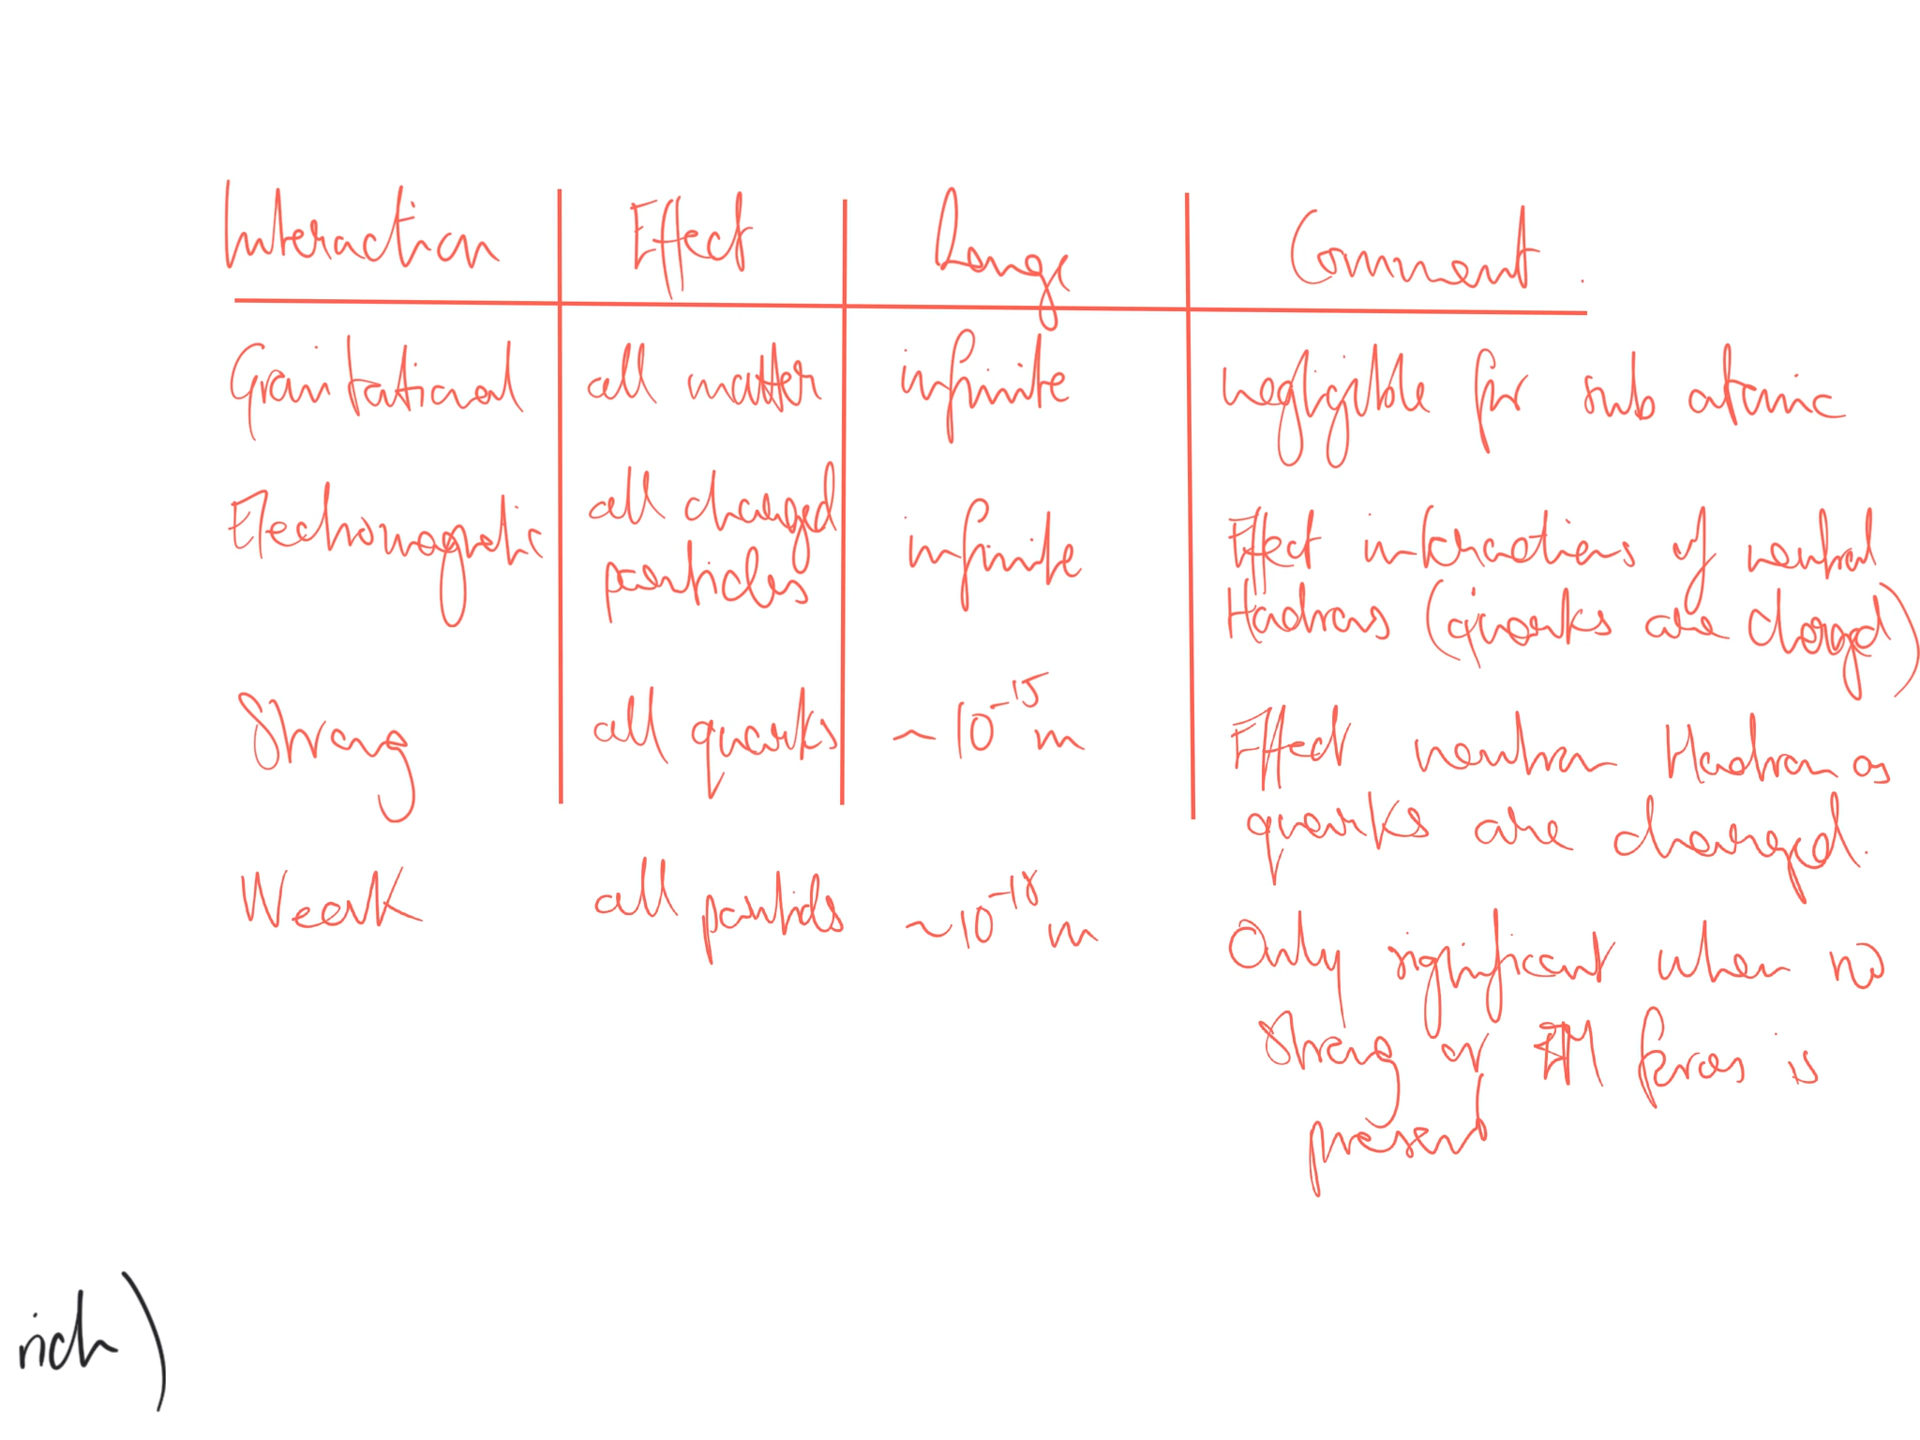 Interaction Effect Range Comment.
Gravitational all matter infinite negligible for sub atomic
Electromagnetic all charged particles infinite Effect interactions of neutral
Hadrons (quarks are charged)
Strong all quarks ~10⁻¹⁵ m Effect neutron Hadron as
quarks are charged.
Weak all particles ~10⁻¹⁸ m Only significant when no
Strong or EM forces is
present
rich)